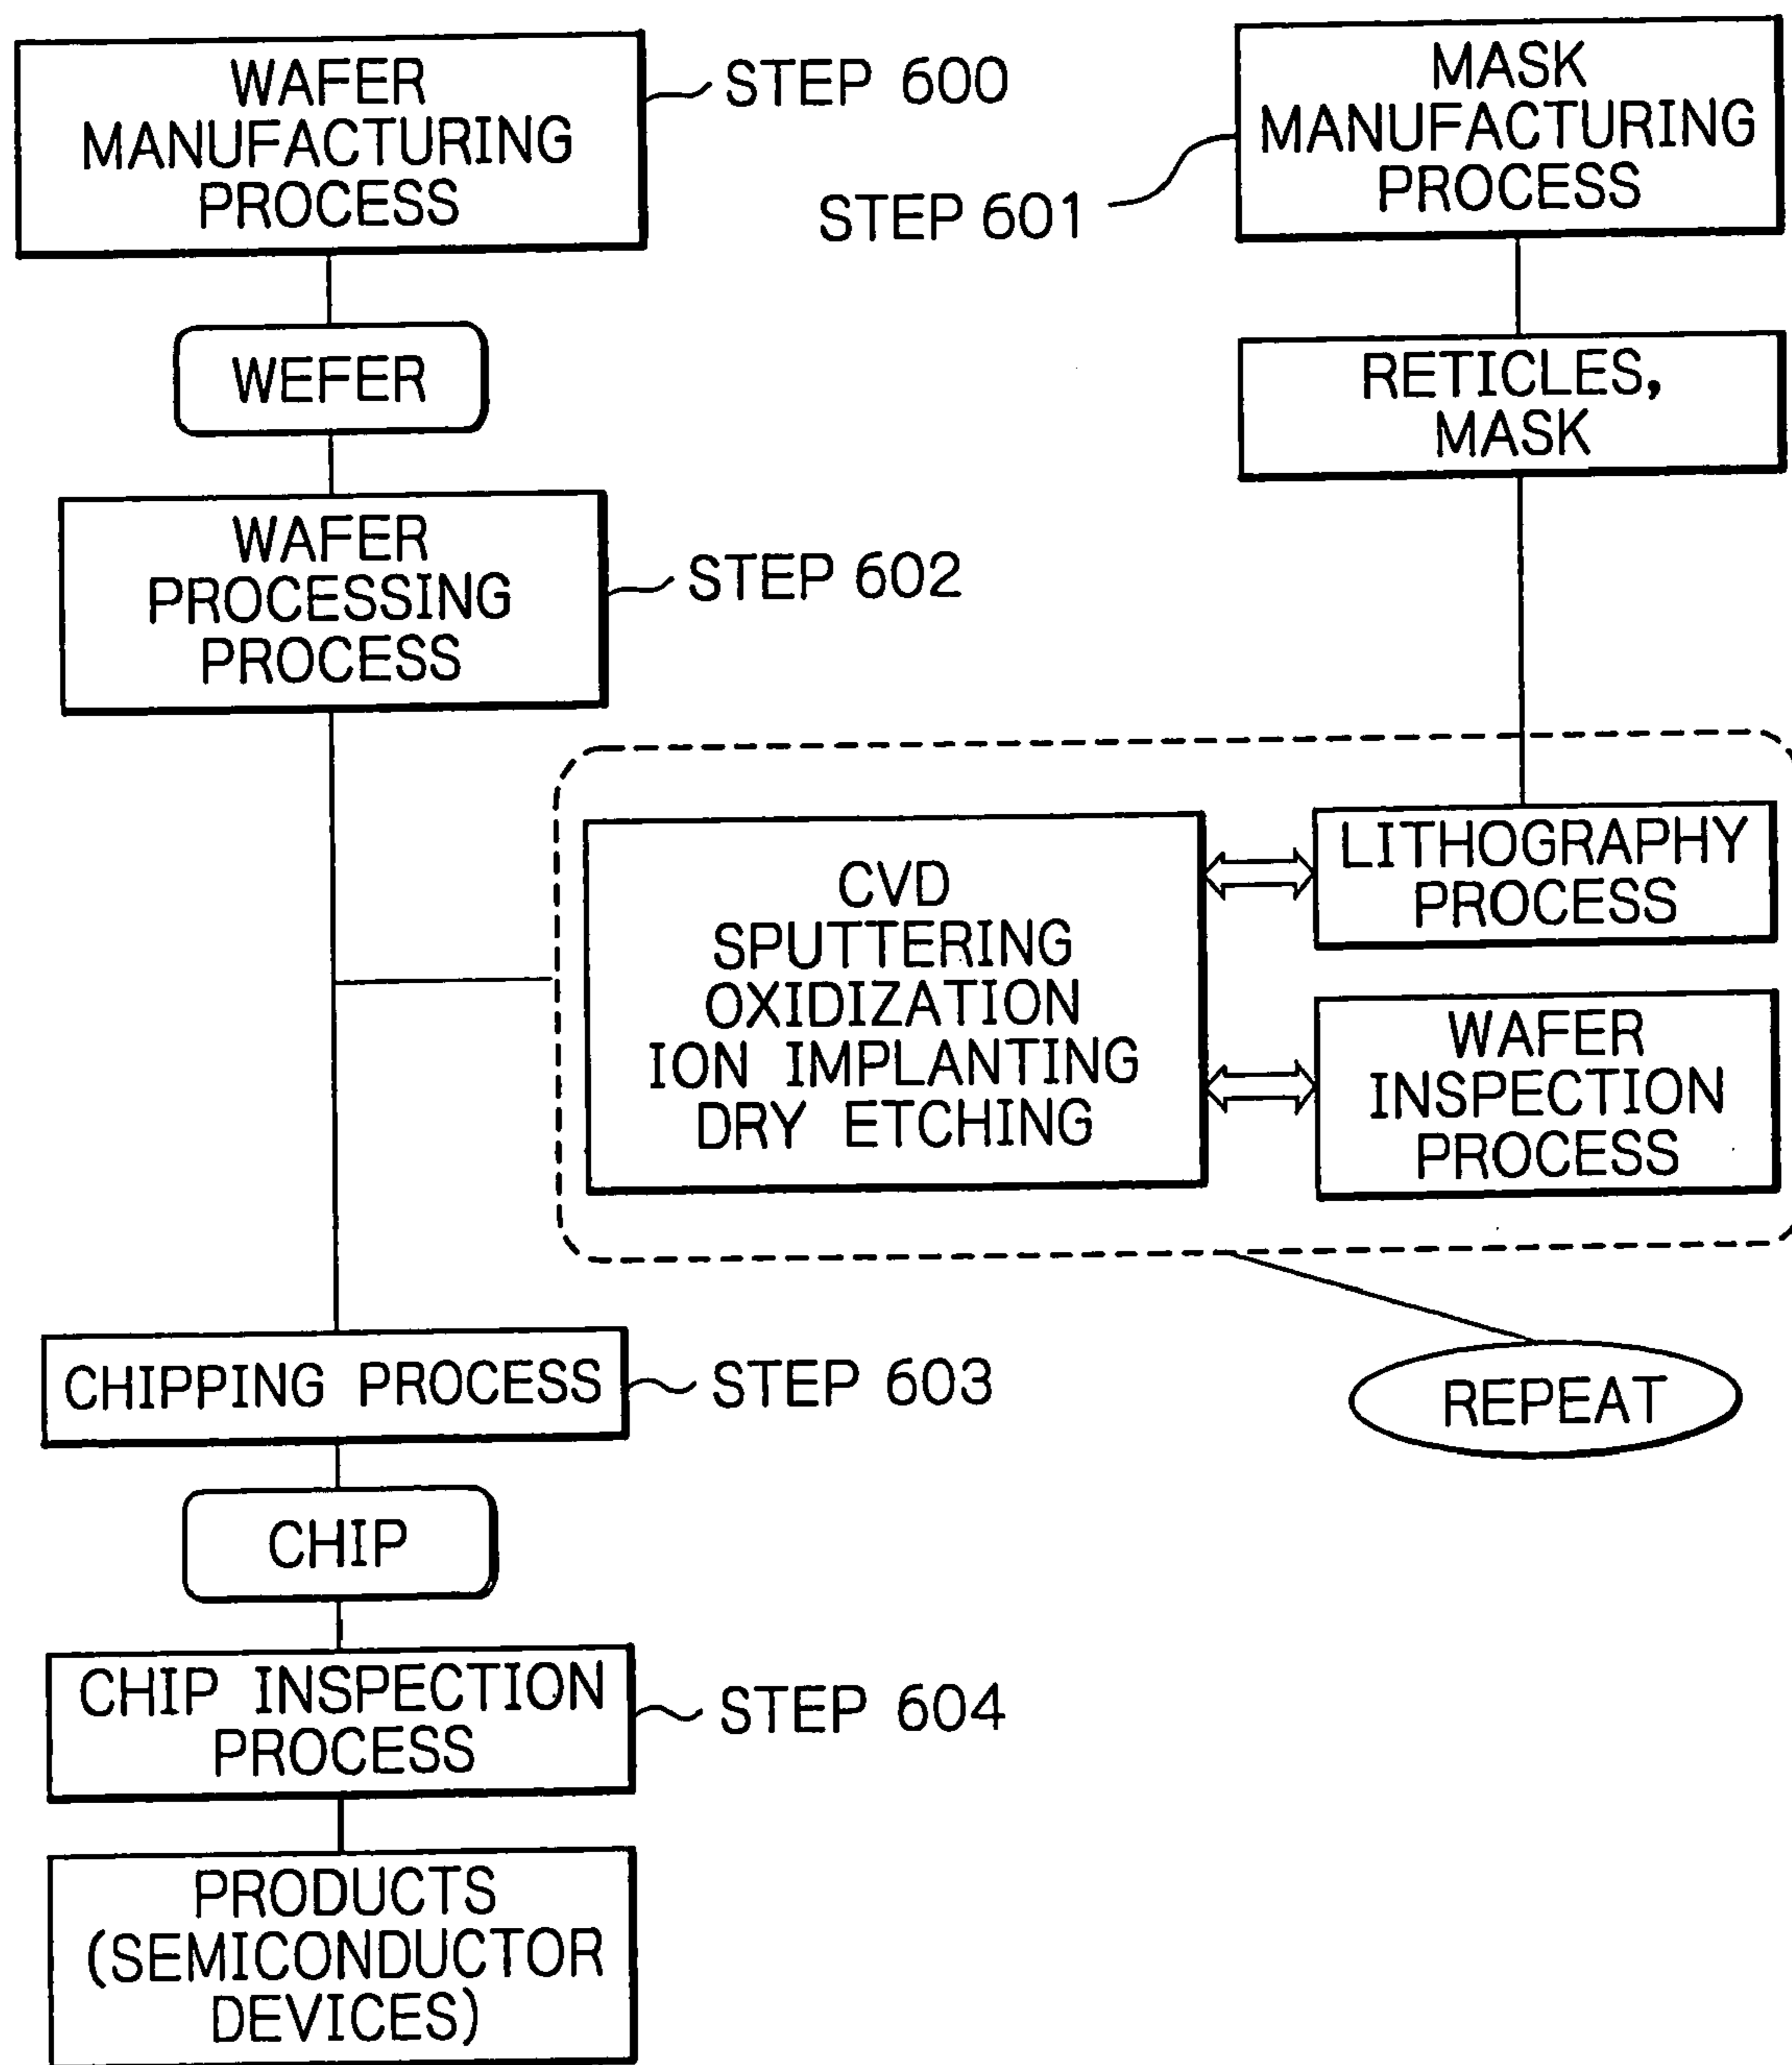 WAFER
MANUFACTURING
PROCESS
STEP 600
MASK
MANUFACTURING
PROCESS
STEP 601
WEFER
RETICLES,
MASK
WAFER
PROCESSING
PROCESS
STEP 602
CVD
SPUTTERING
OXIDIZATION
ION IMPLANTING
DRY ETCHING
LITHOGRAPHY
PROCESS
WAFER
INSPECTION
PROCESS
CHIPPING PROCESS
STEP 603
REPEAT
CHIP
CHIP INSPECTION
PROCESS
STEP 604
PRODUCTS
(SEMICONDUCTOR
DEVICES)